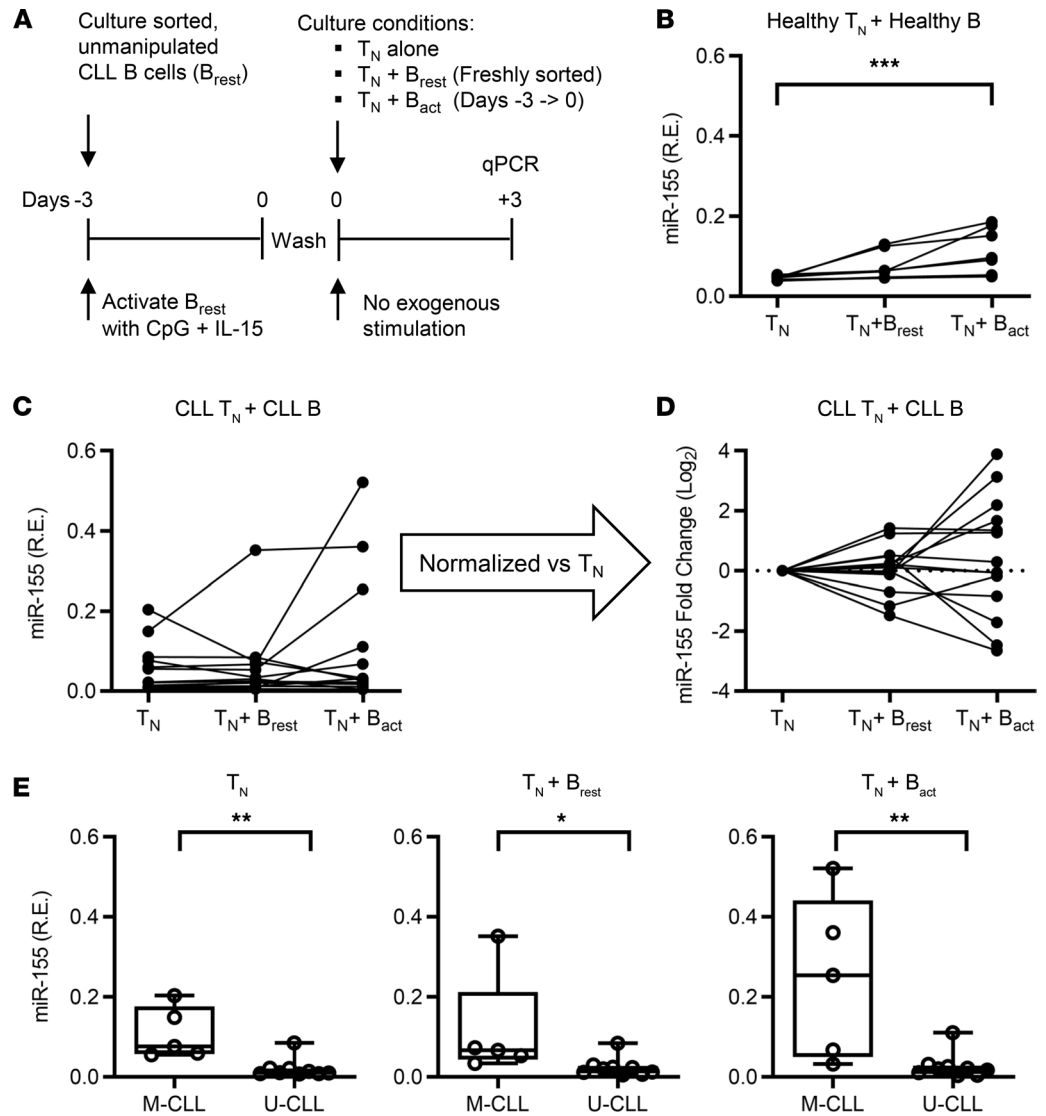 A
Culture sorted,
unmanipulated
CLL B cells (Brest)
Culture conditions:
▪ TN alone
▪ TN + Brest (Freshly sorted)
▪ TN + Bact (Days -3 -> 0)
qPCR
Days -3 0 0 +3
Wash
Activate Brest
with CpG + IL-15
No exogenous
stimulation
B
Healthy TN + Healthy B
***
miR-155 (R.E.)
0.6
0.4
0.2
0.0
TN TN+Brest TN+ Bact
C
CLL TN + CLL B
miR-155 (R.E.)
0.6
0.4
0.2
0.0
TN TN+ Brest TN+ Bact
Normalized vs TN
D
CLL TN + CLL B
miR-155 Fold Change (Log2)
4
2
0
-2
-4
TN TN+ Brest TN+ Bact
E
TN
**
miR-155 (R.E.)
0.6
0.4
0.2
0.0
M-CLL U-CLL
TN + Brest
*
0.6
0.4
0.2
0.0
M-CLL U-CLL
TN + Bact
**
0.6
0.4
0.2
0.0
M-CLL U-CLL